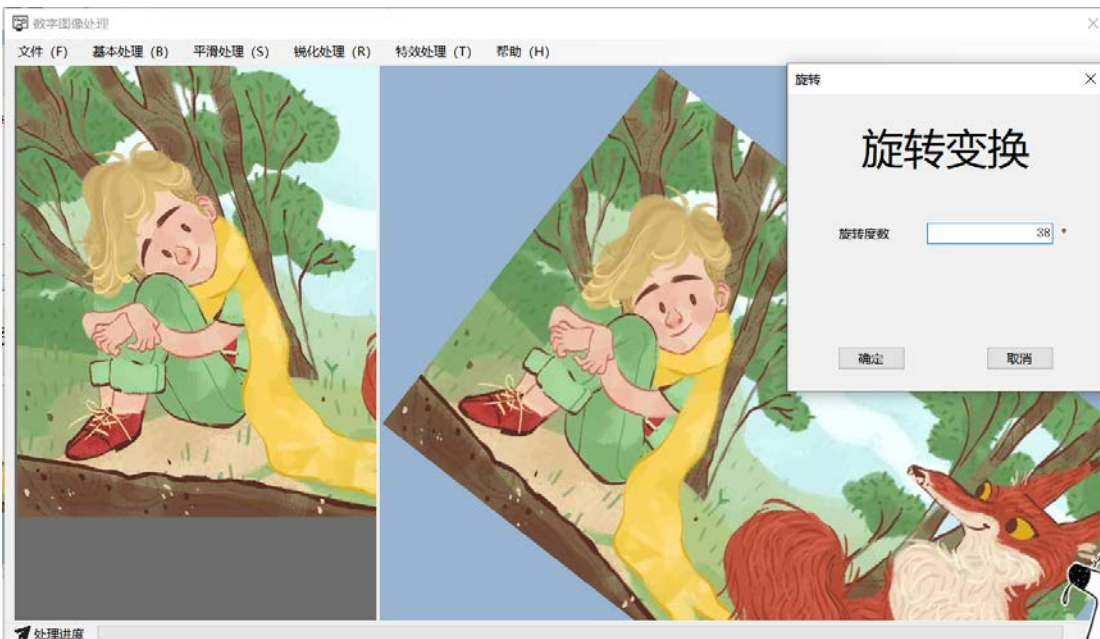 数字图像处理
文件 (F) 基本处理 (B) 平滑处理 (S) 锐化处理 (R) 特效处理 (T) 帮助 (H)
旋转
旋转变换
旋转度数 38 °
确定 取消
处理进度